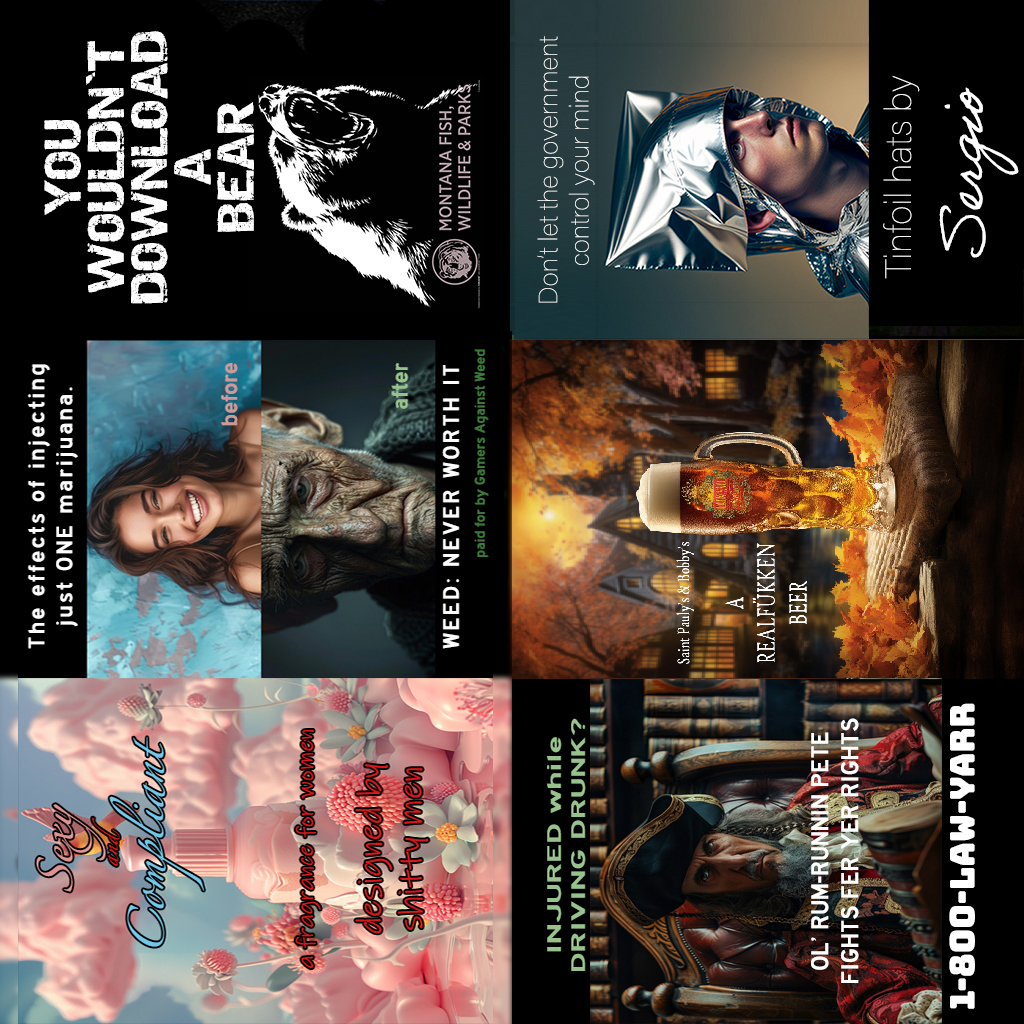 Sexy
and
Compliant
a fragrance for women
designed by
shitty men
The effects of injecting
just ONE marijuana.
before
after
WEED: NEVER WORTH IT
paid for by Gamers Against Weed
YOU
WOULDN'T
DOWNLOAD
A
BEAR
MONTANA FISH,
WILDLIFE & PARKS
INJURED while
DRIVING DRUNK?
OL' RUM-RUNNIN PETE
FIGHTS FER YER RIGHTS
1-800-LAW-YARR
Saint Pauly's & Bobby's
A
REALFÜKKEN
BEER
Don't let the government
control your mind
Tinfoil hats by
Sergio